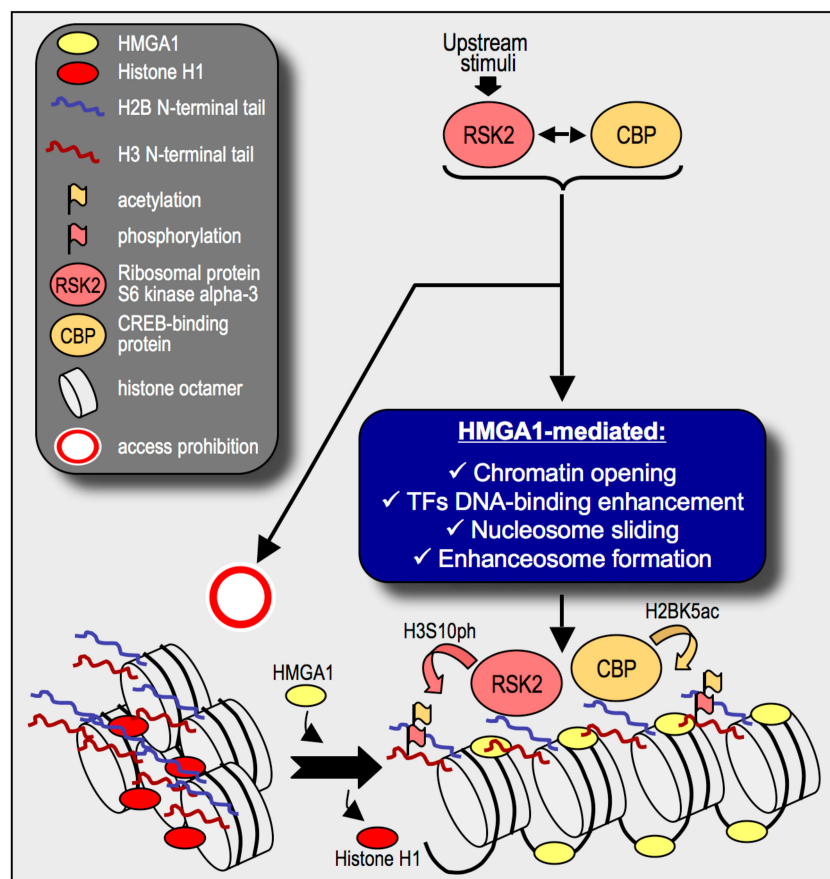 HMGA1
Histone H1
H2B N-terminal tail
H3 N-terminal tail
acetylation
phosphorylation
RSK2
Ribosomal protein
S6 kinase alpha-3
CBP
CREB-binding
protein
histone octamer
access prohibition
Upstream
stimuli
RSK2
CBP
HMGA1-mediated:
✓ Chromatin opening
✓ TFs DNA-binding enhancement
✓ Nucleosome sliding
✓ Enhanceosome formation
H3S10ph
H2BK5ac
RSK2
CBP
HMGA1
Histone H1